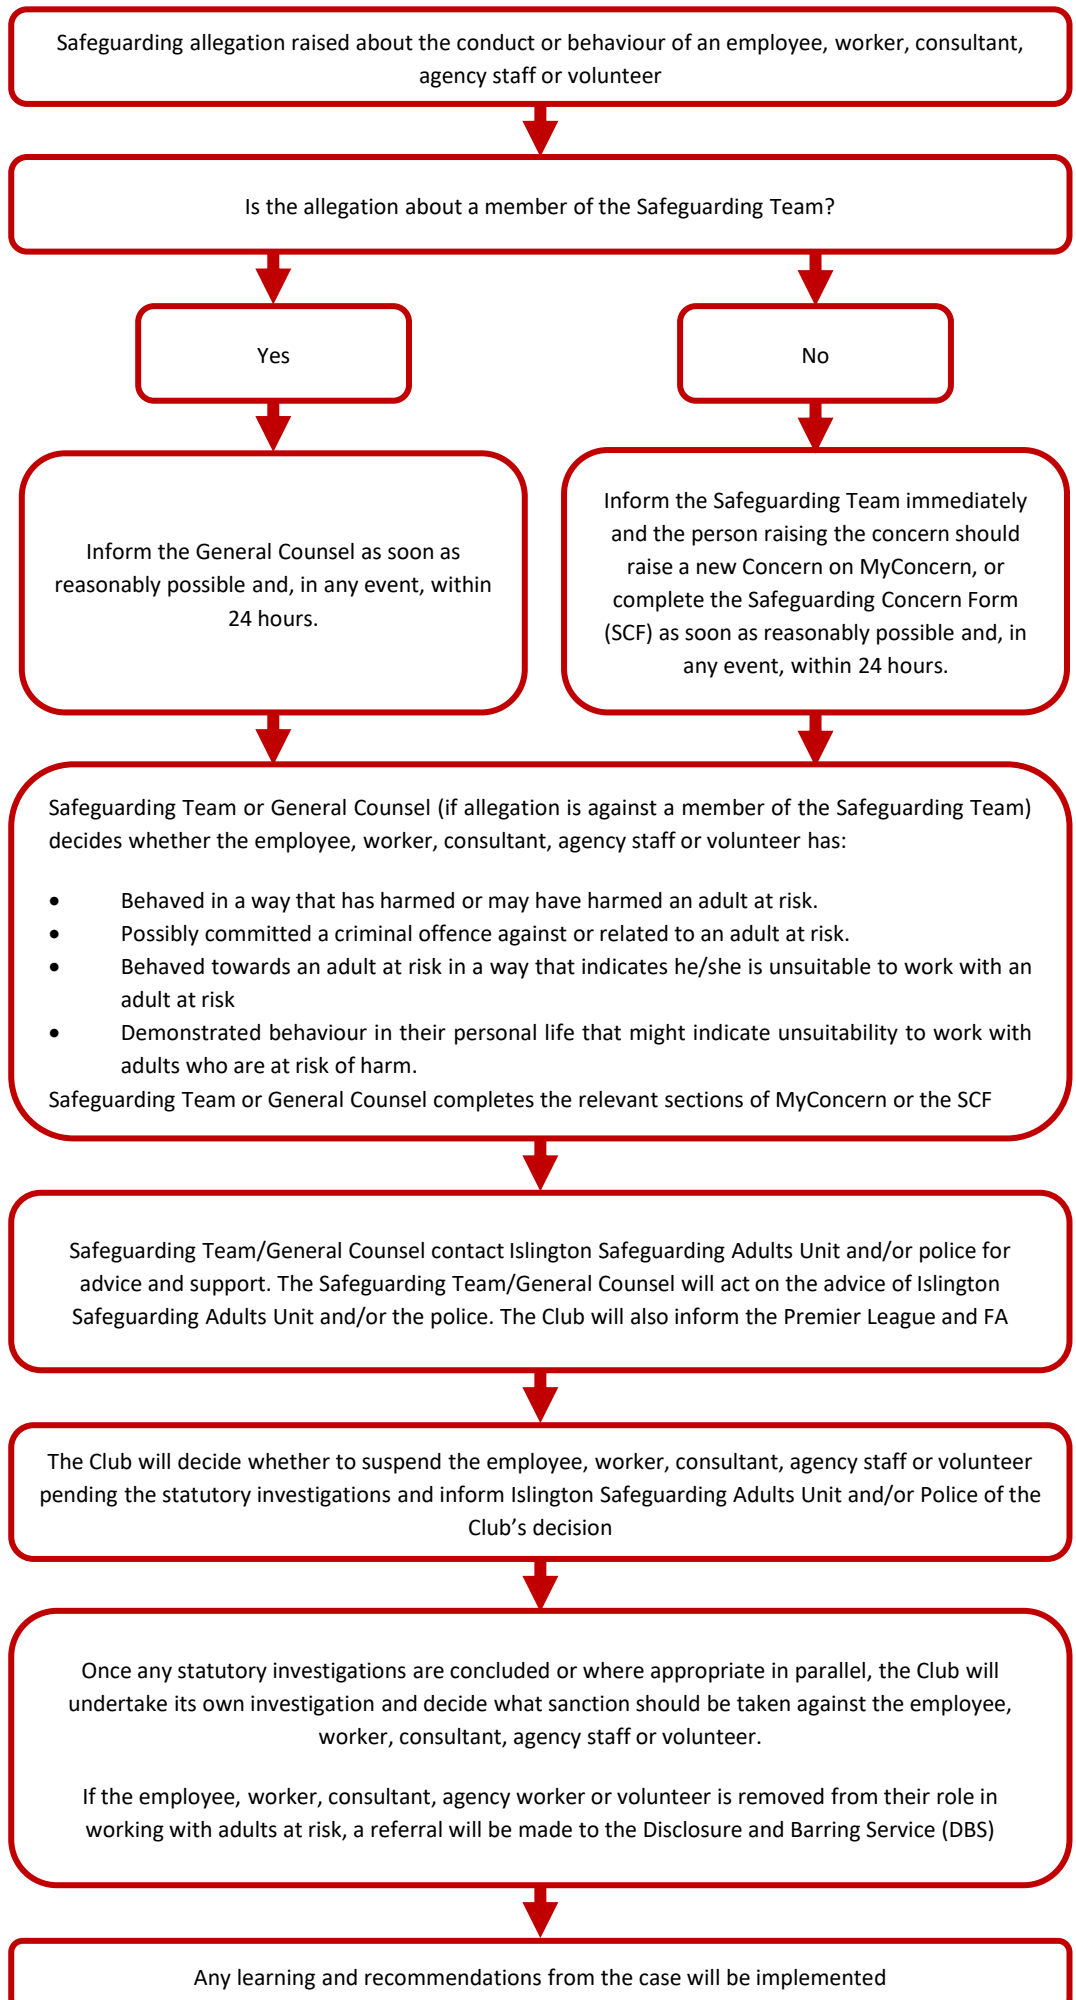 Safeguarding allegation raised about the conduct or behaviour of an employee, worker, consultant,
agency staff or volunteer
Is the allegation about a member of the Safeguarding Team?
Yes
No
Inform the General Counsel as soon as
reasonably possible and, in any event, within
24 hours.
Inform the Safeguarding Team immediately
and the person raising the concern should
raise a new Concern on MyConcern, or
complete the Safeguarding Concern Form
(SCF) as soon as reasonably possible and, in
any event, within 24 hours.
Safeguarding Team or General Counsel (if allegation is against a member of the Safeguarding Team)
decides whether the employee, worker, consultant, agency staff or volunteer has:
• Behaved in a way that has harmed or may have harmed an adult at risk.
• Possibly committed a criminal offence against or related to an adult at risk.
• Behaved towards an adult at risk in a way that indicates he/she is unsuitable to work with an
adult at risk
• Demonstrated behaviour in their personal life that might indicate unsuitability to work with
adults who are at risk of harm.
Safeguarding Team or General Counsel completes the relevant sections of MyConcern or the SCF
Safeguarding Team/General Counsel contact Islington Safeguarding Adults Unit and/or police for
advice and support. The Safeguarding Team/General Counsel will act on the advice of Islington
Safeguarding Adults Unit and/or the police. The Club will also inform the Premier League and FA
The Club will decide whether to suspend the employee, worker, consultant, agency staff or volunteer
pending the statutory investigations and inform Islington Safeguarding Adults Unit and/or Police of the
Club’s decision
Once any statutory investigations are concluded or where appropriate in parallel, the Club will
undertake its own investigation and decide what sanction should be taken against the employee,
worker, consultant, agency staff or volunteer.
If the employee, worker, consultant, agency worker or volunteer is removed from their role in
working with adults at risk, a referral will be made to the Disclosure and Barring Service (DBS)
Any learning and recommendations from the case will be implemented